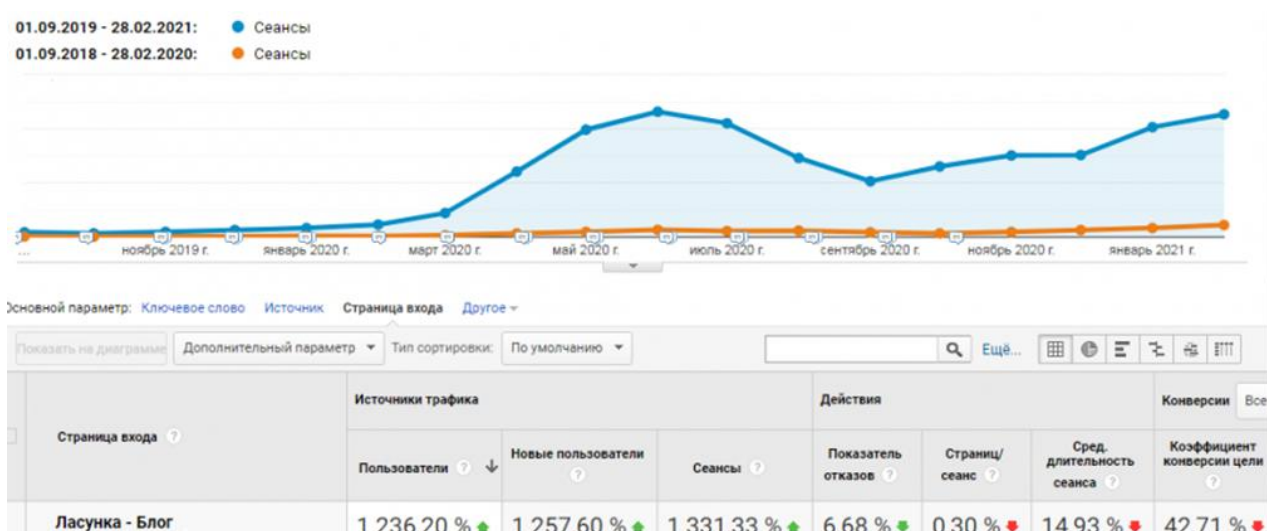 01.09.2019 - 28.02.2021: Сеансы
01.09.2018 - 28.02.2020: Сеансы
... ноябрь 2019 г. январь 2020 г. март 2020 г. май 2020 г. июль 2020 г. сентябрь 2020 г. ноябрь 2020 г. январь 2021 г.
Основной параметр: Ключевое слово Источник Страница входа Другое
Показать на диаграмме Дополнительный параметр Тип сортировки: По умолчанию Ещё...
Источники трафика Действия Конверсии Все
Страница входа ?
Пользователи ? Новые пользователи ? Сеансы ? Показатель отказов ? Страниц/сеанс ? Сред. длительность сеанса ? Коэффициент конверсии цели ?
Ласунка - Блог 1 236,20 % 1 257,60 % 1 331,33 % 6,68 % 0,30 % 14,93 % 42,71 %